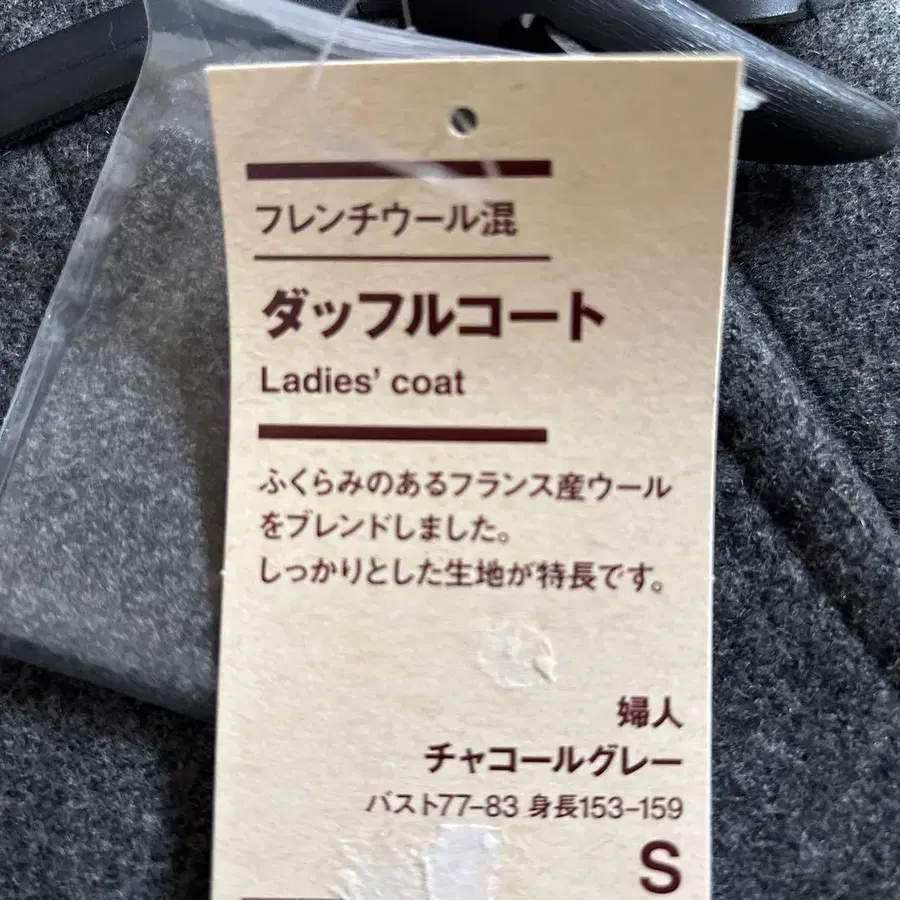 フレンチウール混
ダッフルコート
Ladies' coat
ふくらみのあるフランス産ウール
をブレンドしました。
しっかりとした生地が特長です。
婦人
チャコールグレー
バスト77–83 身長153–159
S